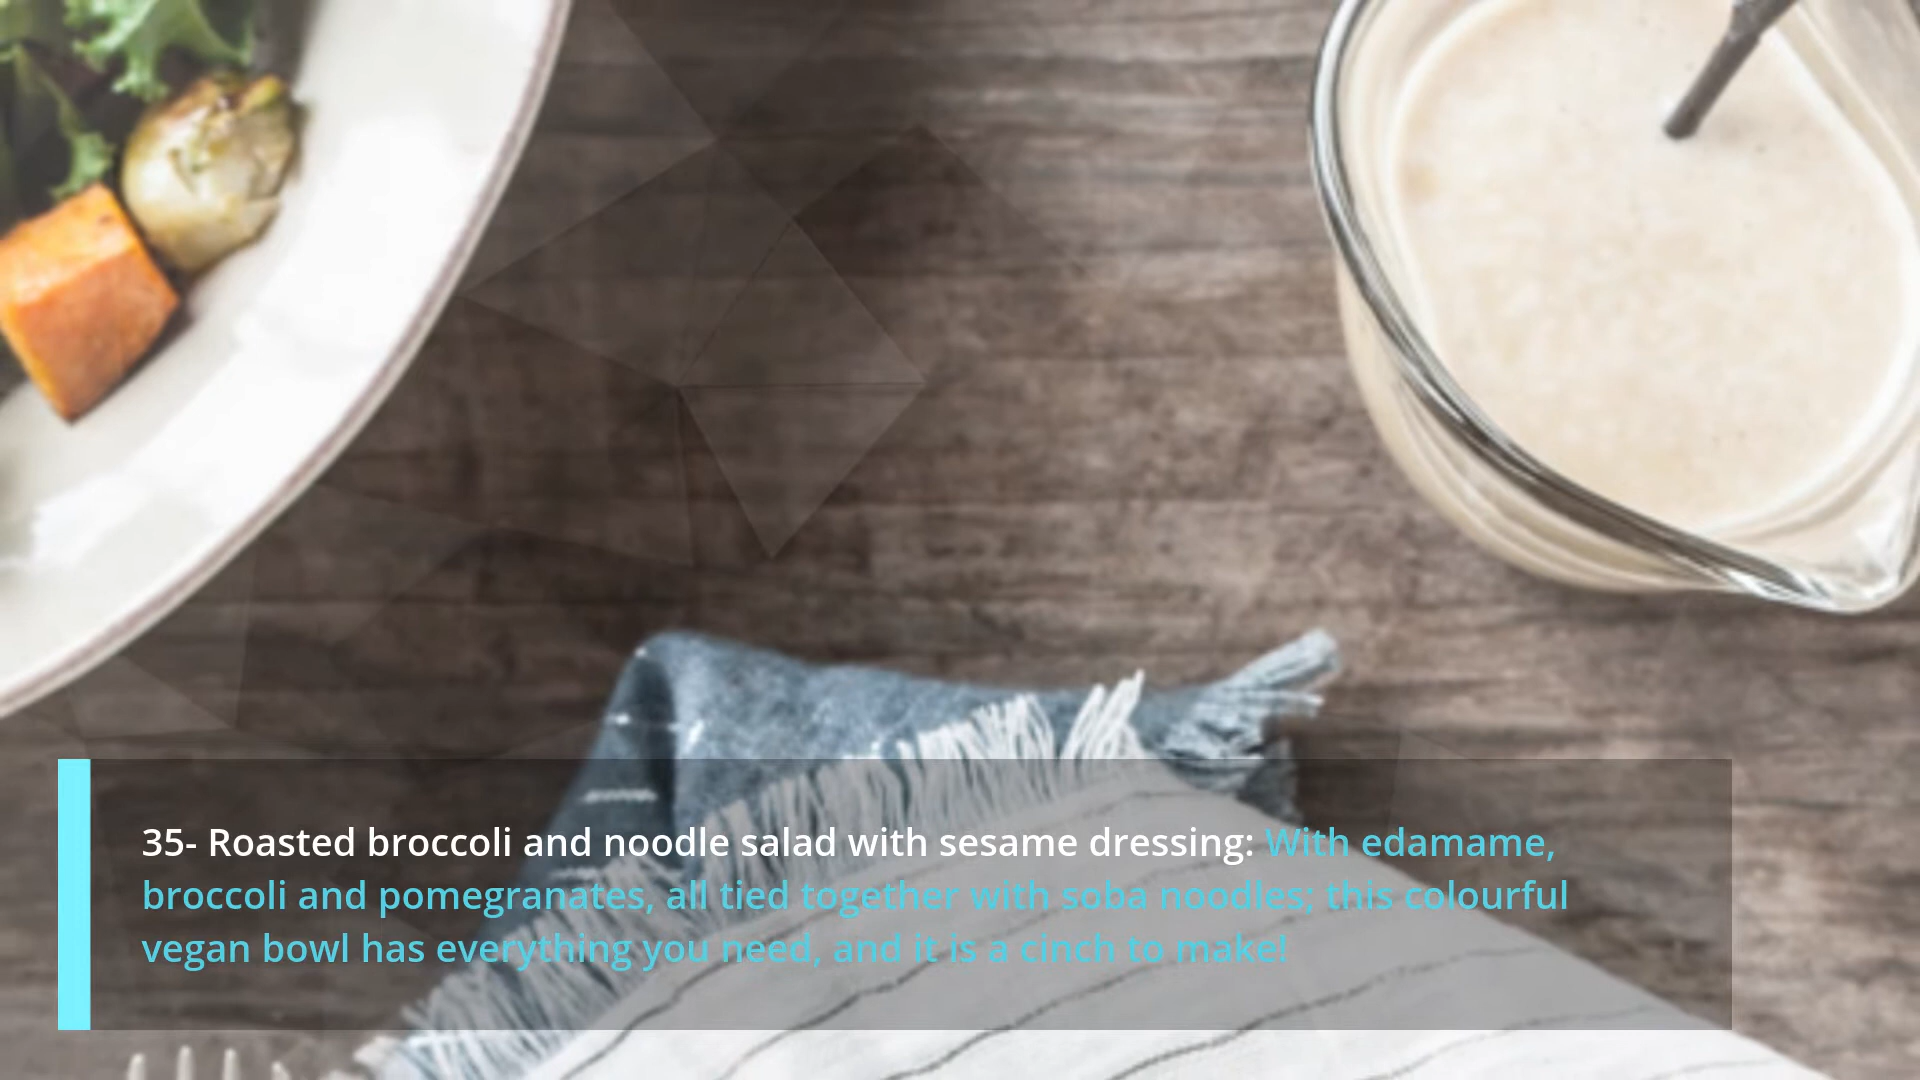 35- Roasted broccoli and noodle salad with sesame dressing: With edamame,
broccoli and pomegranates, all tied together with soba noodles; this colourful
vegan bowl has everything you need, and it is a cinch to make!